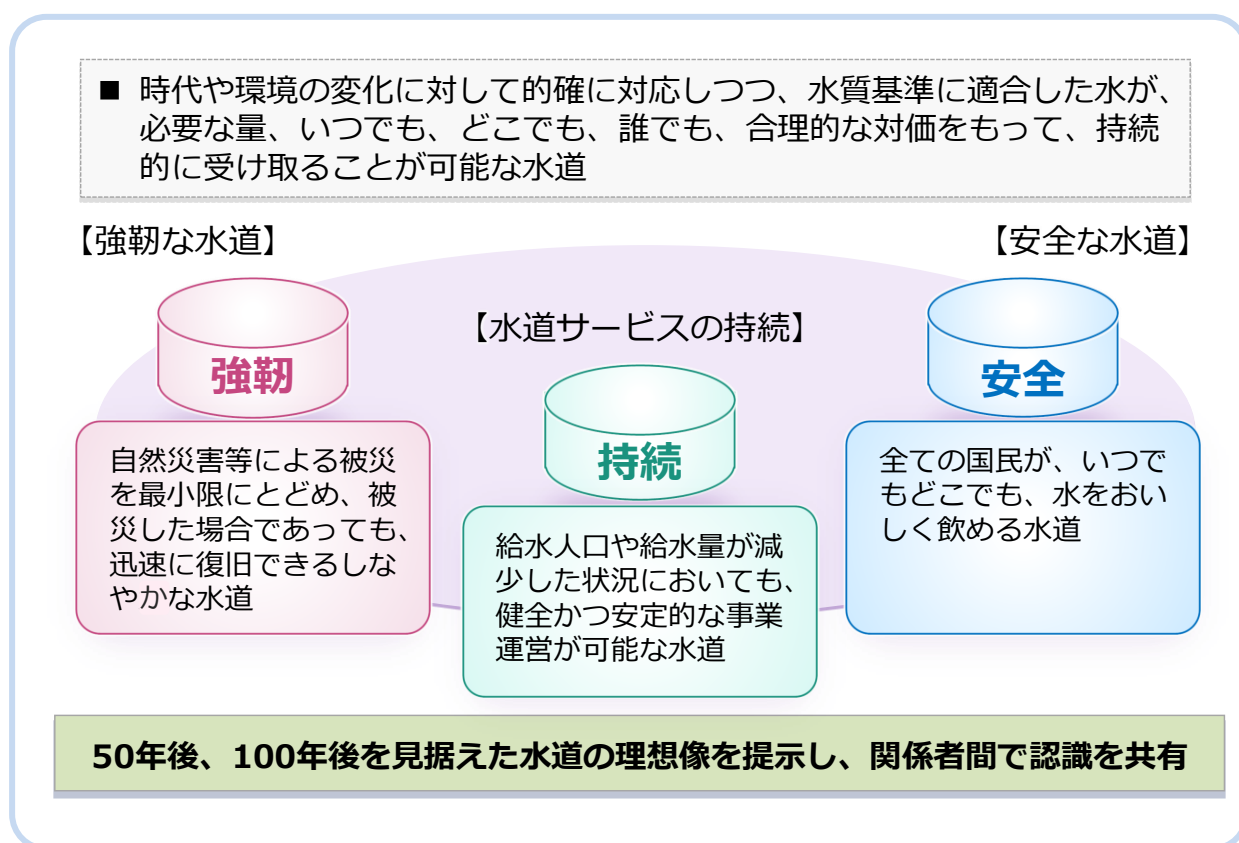 ■ 時代や環境の変化に対して的確に対応しつつ、水質基準に適合した水が、
必要な量、いつでも、どこでも、誰でも、合理的な対価をもって、持続
的に受け取ることが可能な水道
【強靭な水道】
強靭
自然災害等による被災
を最小限にとどめ、被
災した場合であっても、
迅速に復旧できるしな
やかな水道
【水道サービスの持続】
持続
給水人口や給水量が減
少した状況においても、
健全かつ安定的な事業
運営が可能な水道
【安全な水道】
安全
全ての国民が、いつで
もどこでも、水をおい
しく飲める水道
50年後、100年後を見据えた水道の理想像を提示し、関係者間で認識を共有